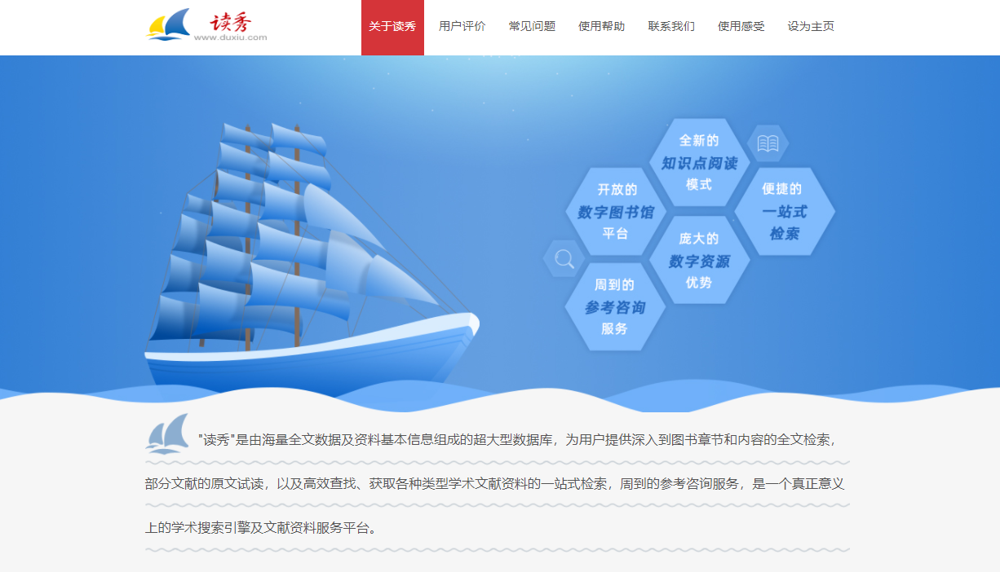 读秀
www.duxiu.com
关于读秀 用户评价 常见问题 使用帮助 联系我们 使用感受 设为主页
全新的
知识点阅读
模式
开放的
数字图书馆
平台
便捷的
一站式
检索
庞大的
数字资源
优势
周到的
参考咨询
服务
"读秀"是由海量全文数据及资料基本信息组成的超大型数据库，为用户提供深入到图书章节和内容的全文检索，
部分文献的原文试读，以及高效查找、获取各种类型学术文献资料的一站式检索，周到的参考咨询服务，是一个真正意义
上的学术搜索引擎及文献资料服务平台。